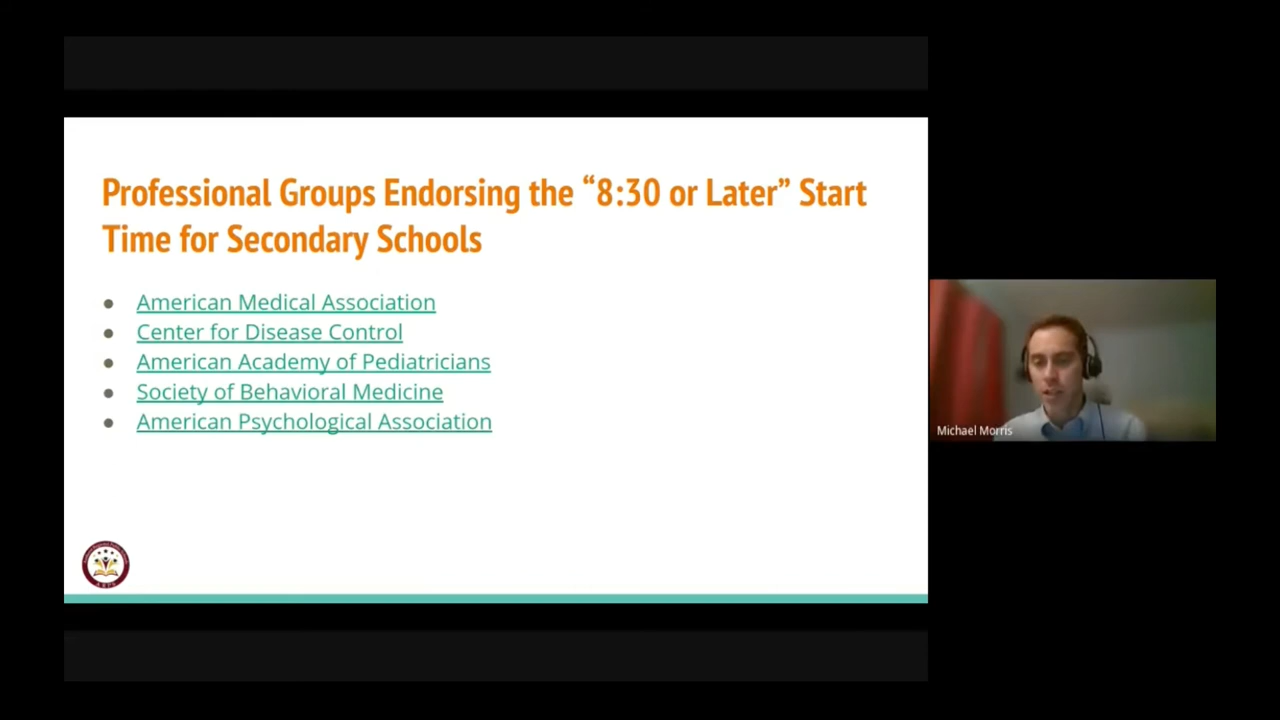 Professional Groups Endorsing the “8:30 or Later” Start
Time for Secondary Schools
● American Medical Association
● Center for Disease Control
● American Academy of Pediatricians
● Society of Behavioral Medicine
● American Psychological Association
Michael Morris